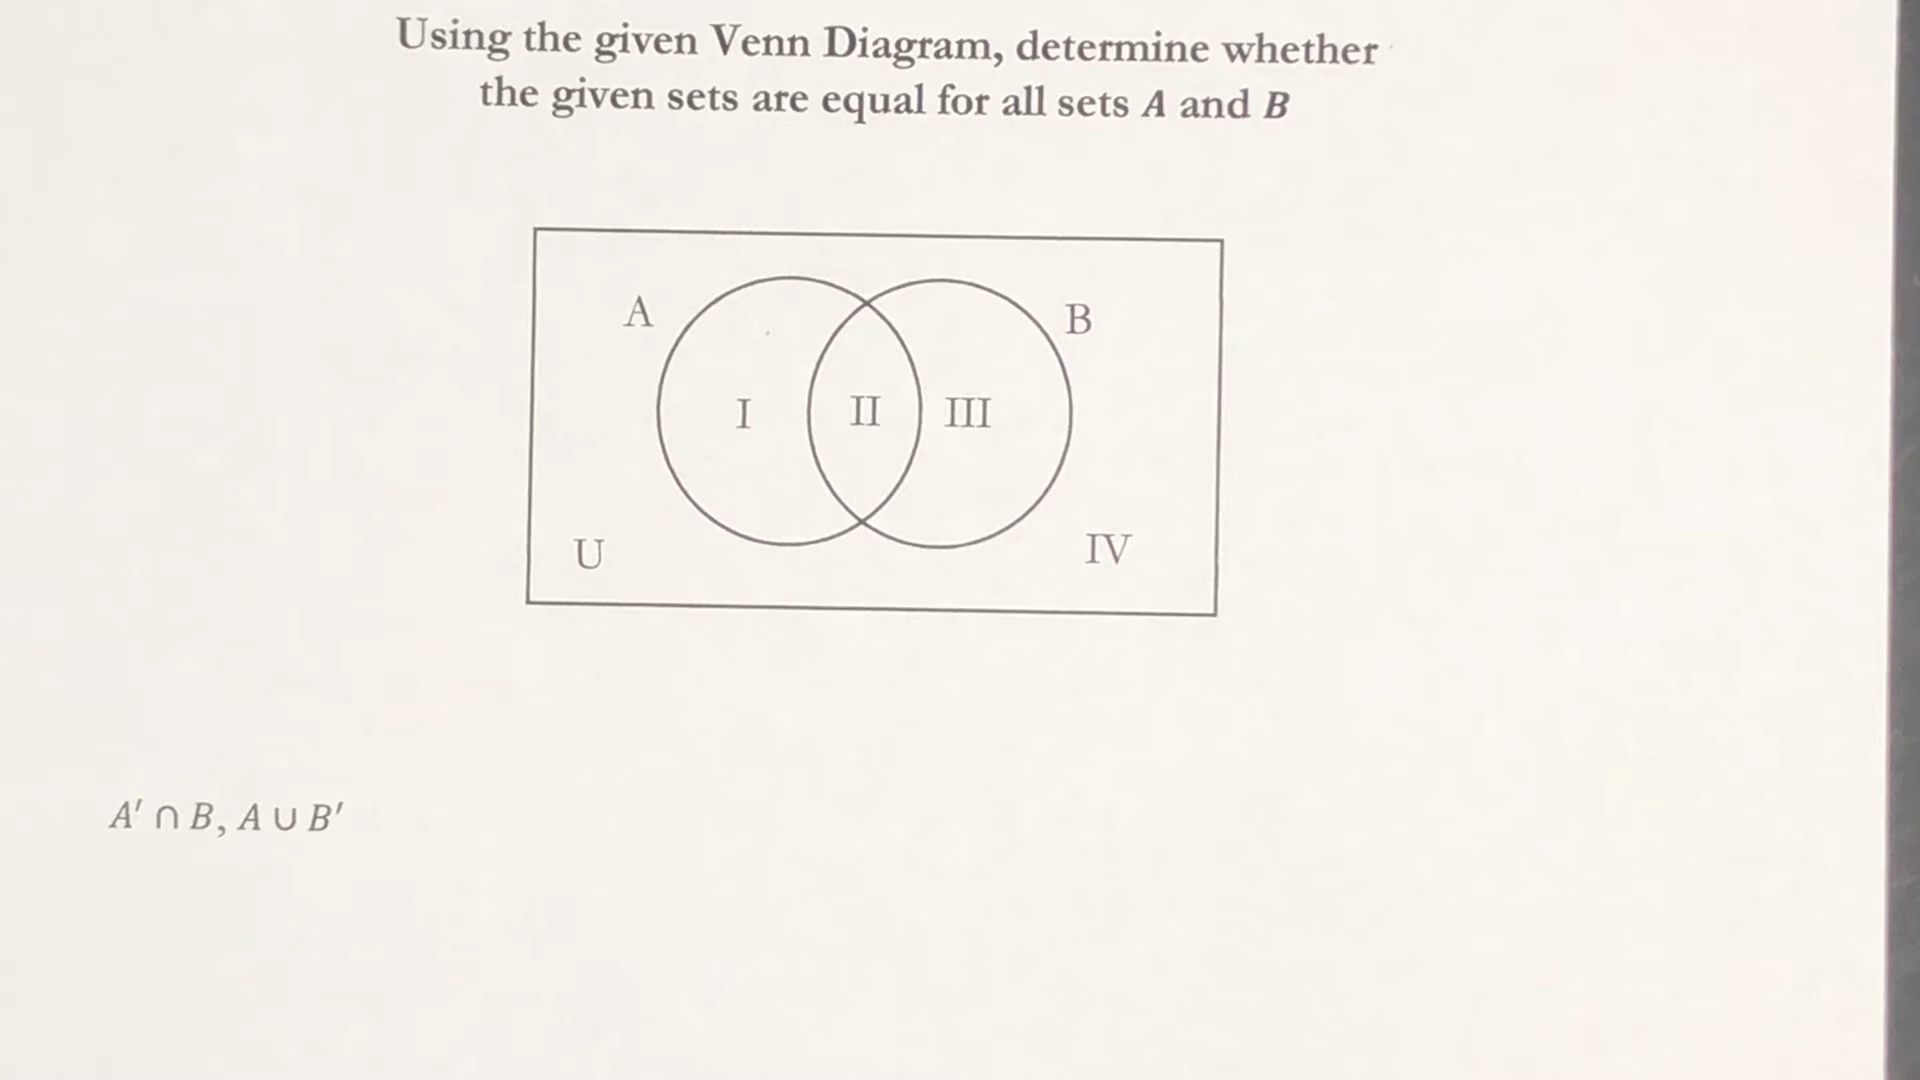 Using the given Venn Diagram, determine whether
the given sets are equal for all sets A and B
A
B
I
II
III
U
IV
A′ ∩ B, A ∪ B′